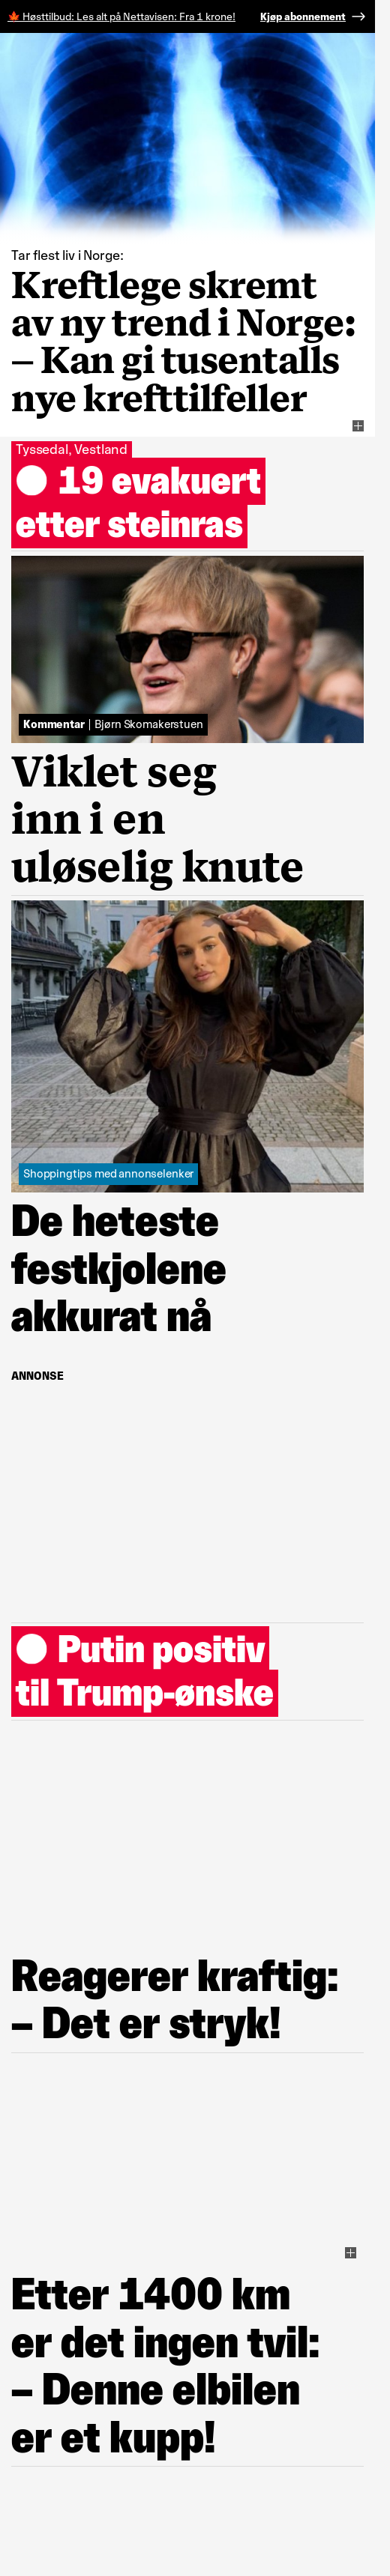 🍁 Høsttilbud: Les alt på Nettavisen: Fra 1 krone! Kjøp abonnement →
Tar flest liv i Norge:
Kreftlege skremt
av ny trend i Norge:
– Kan gi tusentalls
nye krefttilfeller
Tyssedal, Vestland
19 evakuert
etter steinras
Kommentar | Bjørn Skomakerstuen
Viklet seg
inn i en
uløselig knute
Shoppingtips med annonselenker
De heteste
festkjolene
akkurat nå
ANNONSE
Putin positiv
til Trump-ønske
Reagerer kraftig:
– Det er stryk!
Etter 1400 km
er det ingen tvil:
– Denne elbilen
er et kupp!